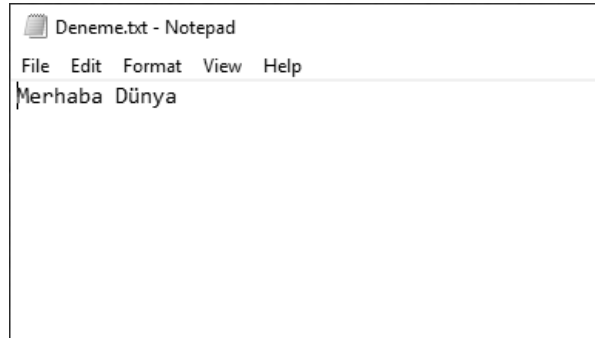 Deneme.txt - Notepad
File Edit Format View Help
Merhaba Dünya